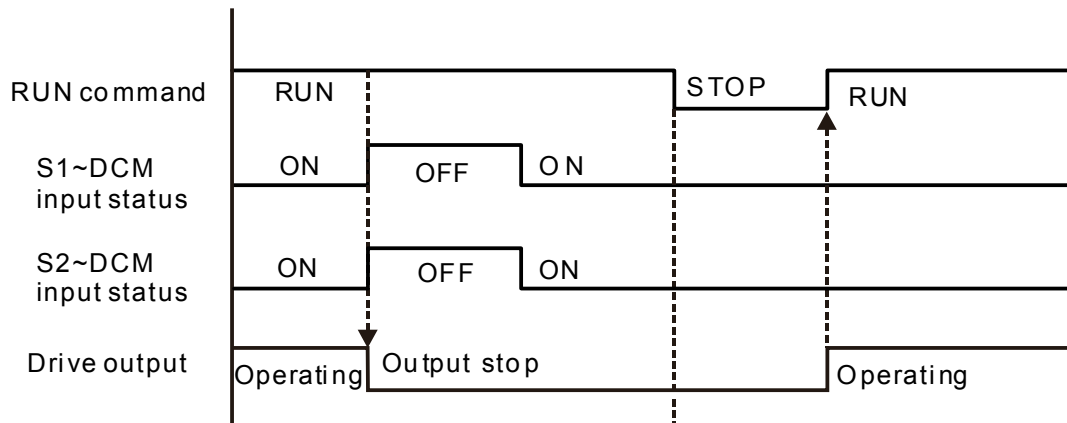 RUN command
RUN
STOP
RUN
S1~DCM
input status
ON
OFF
ON
S2~DCM
input status
ON
OFF
ON
Drive output
Operating
Output stop
Operating